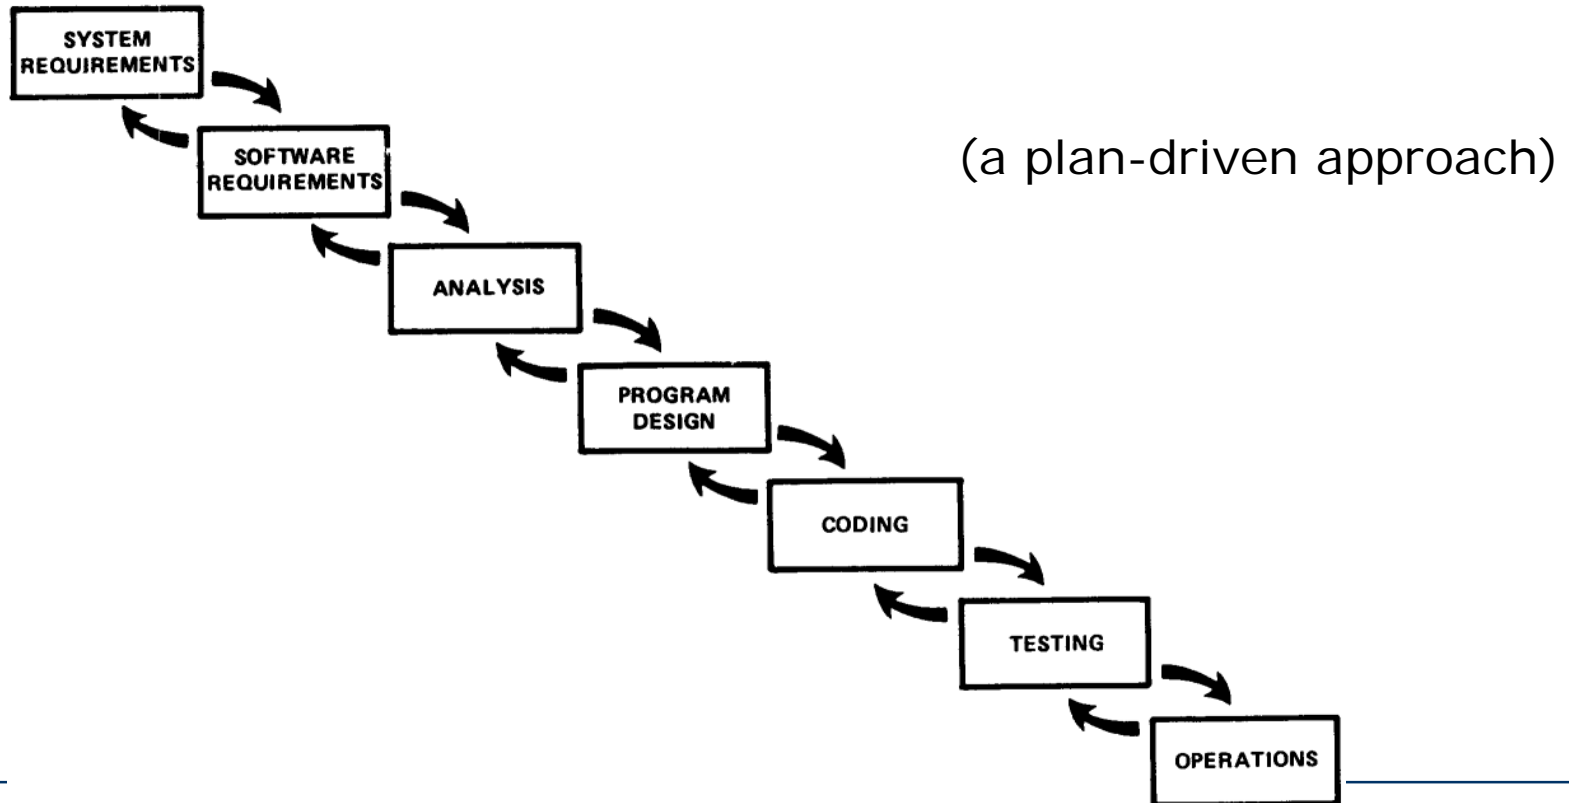 SYSTEM
REQUIREMENTS
(a plan-driven approach)
SOFTWARE
REQUIREMENTS
ANALYSIS
PROGRAM
DESIGN
CODING
TESTING
OPERATIONS